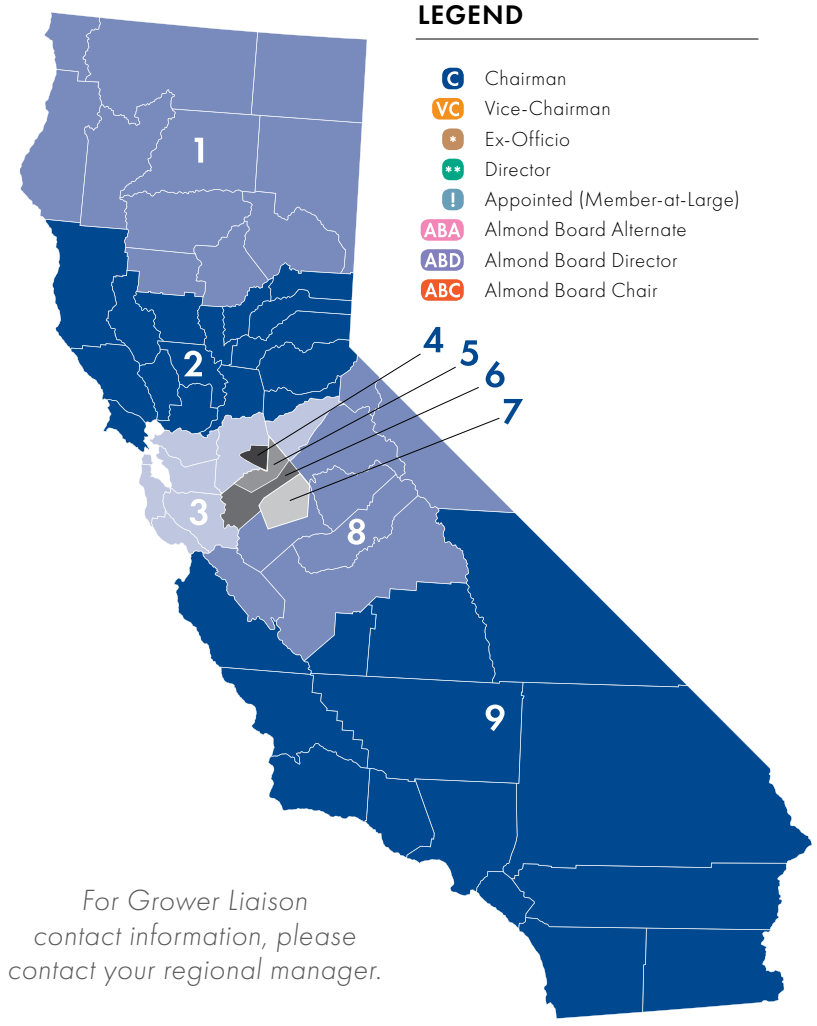 LEGEND
C Chairman
VC Vice-Chairman
* Ex-Officio
** Director
! Appointed (Member-at-Large)
ABA Almond Board Alternate
ABD Almond Board Director
ABC Almond Board Chair
1
2
3
4
5
6
7
8
9
For Grower Liaison
contact information, please
contact your regional manager.